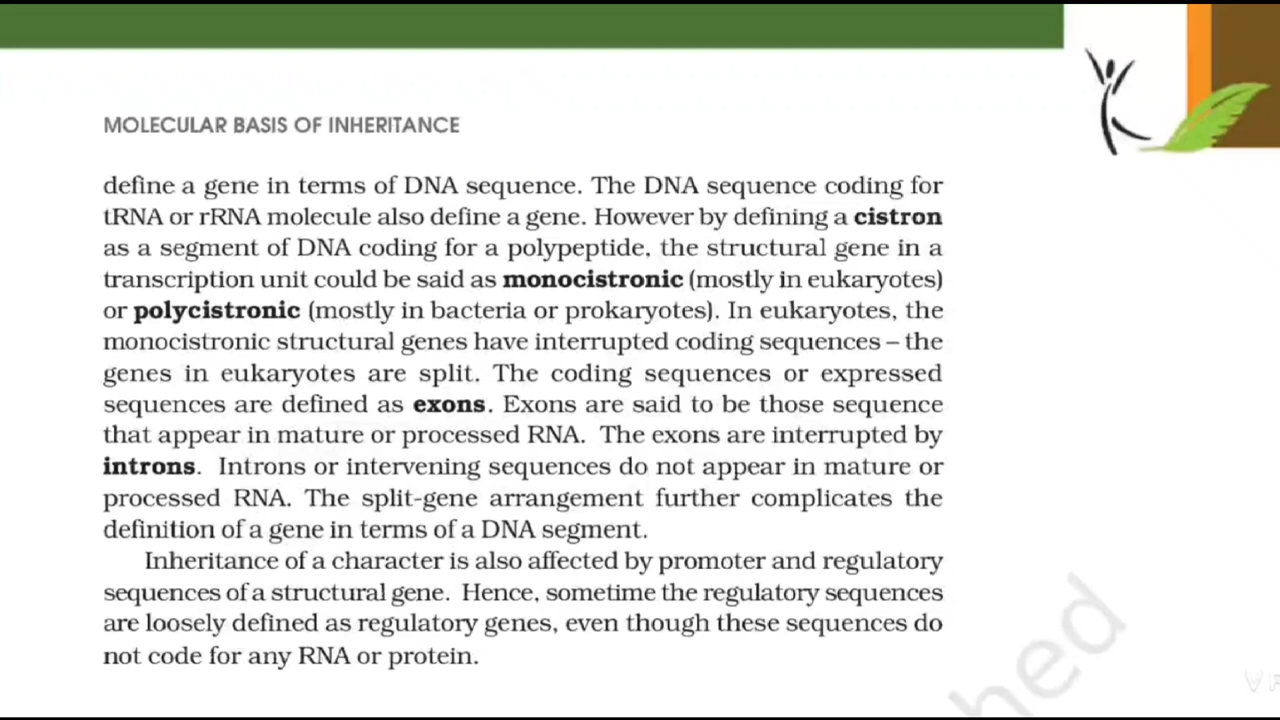 MOLECULAR BASIS OF INHERITANCE
define a gene in terms of DNA sequence. The DNA sequence coding for
tRNA or rRNA molecule also define a gene. However by defining a cistron
as a segment of DNA coding for a polypeptide, the structural gene in a
transcription unit could be said as monocistronic (mostly in eukaryotes)
or polycistronic (mostly in bacteria or prokaryotes). In eukaryotes, the
monocistronic structural genes have interrupted coding sequences – the
genes in eukaryotes are split. The coding sequences or expressed
sequences are defined as exons. Exons are said to be those sequence
that appear in mature or processed RNA. The exons are interrupted by
introns. Introns or intervening sequences do not appear in mature or
processed RNA. The split-gene arrangement further complicates the
definition of a gene in terms of a DNA segment.
Inheritance of a character is also affected by promoter and regulatory
sequences of a structural gene. Hence, sometime the regulatory sequences
are loosely defined as regulatory genes, even though these sequences do
not code for any RNA or protein.